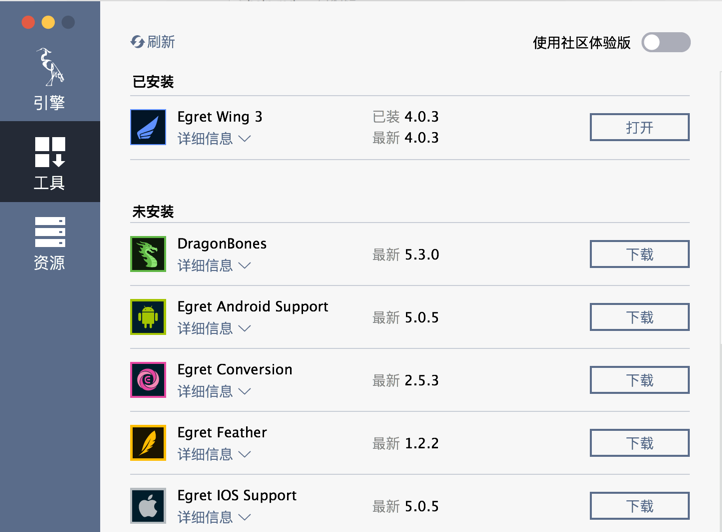 刷新
使用社区体验版
引擎
工具
资源
已安装
Egret Wing 3
详细信息
已装 4.0.3
最新 4.0.3
打开
未安装
DragonBones
详细信息
最新 5.3.0
下载
Egret Android Support
详细信息
最新 5.0.5
下载
Egret Conversion
详细信息
最新 2.5.3
下载
Egret Feather
详细信息
最新 1.2.2
下载
Egret IOS Support
详细信息
最新 5.0.5
下载